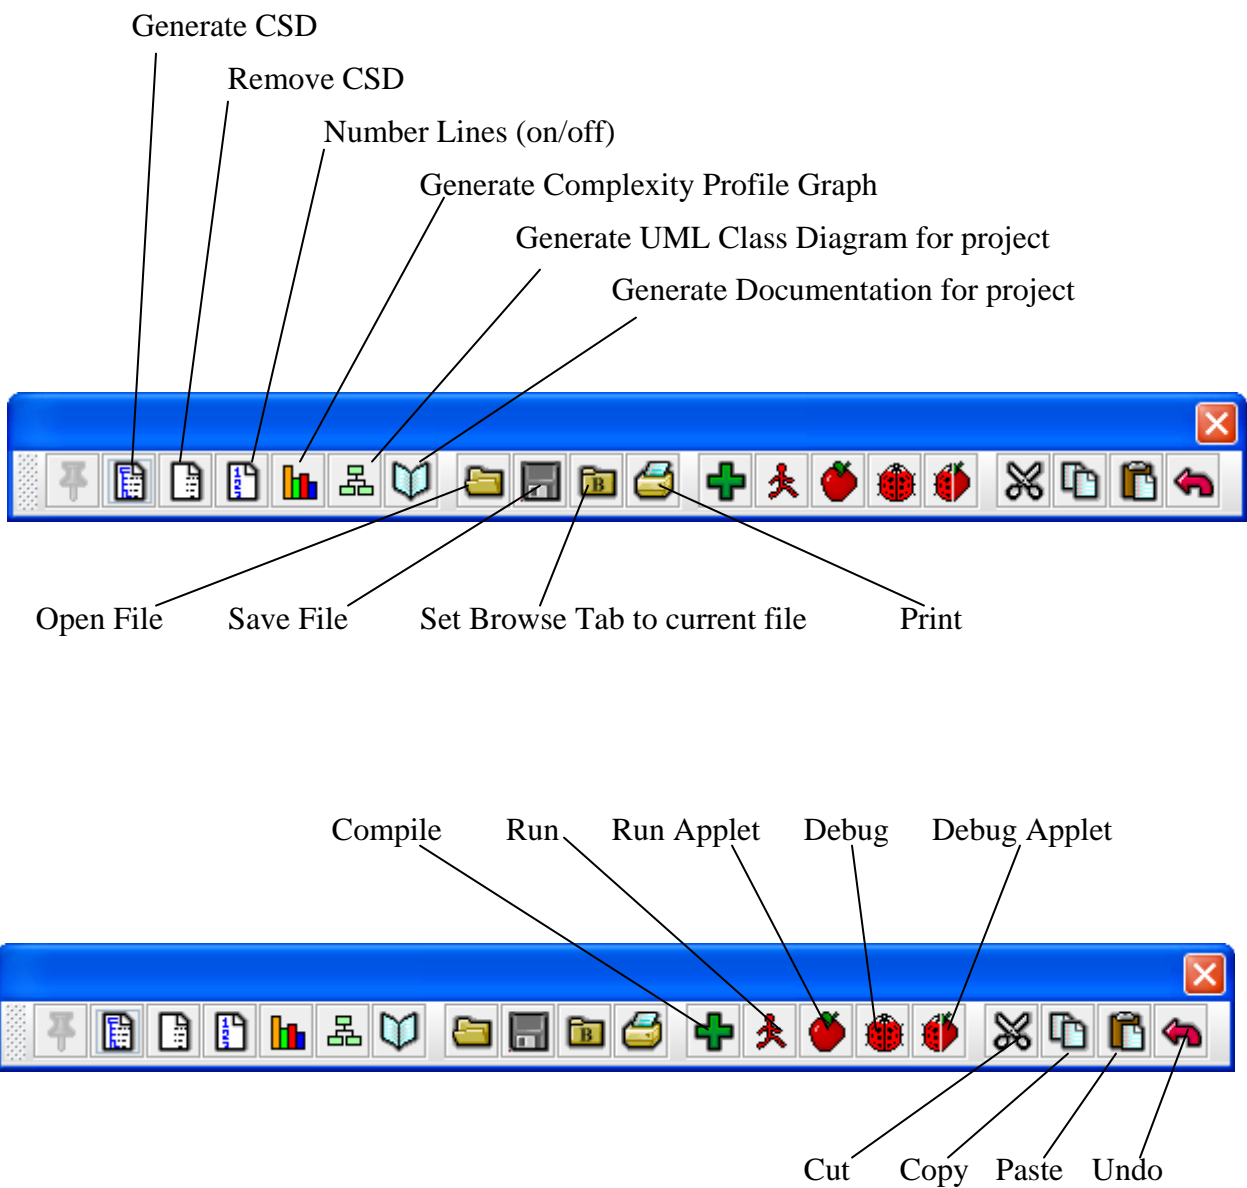 Generate CSD
Remove CSD
Number Lines (on/off)
Generate Complexity Profile Graph
Generate UML Class Diagram for project
Generate Documentation for project
B
Open File Save File Set Browse Tab to current file Print
Compile Run Run Applet Debug Debug Applet
B
Cut Copy Paste Undo